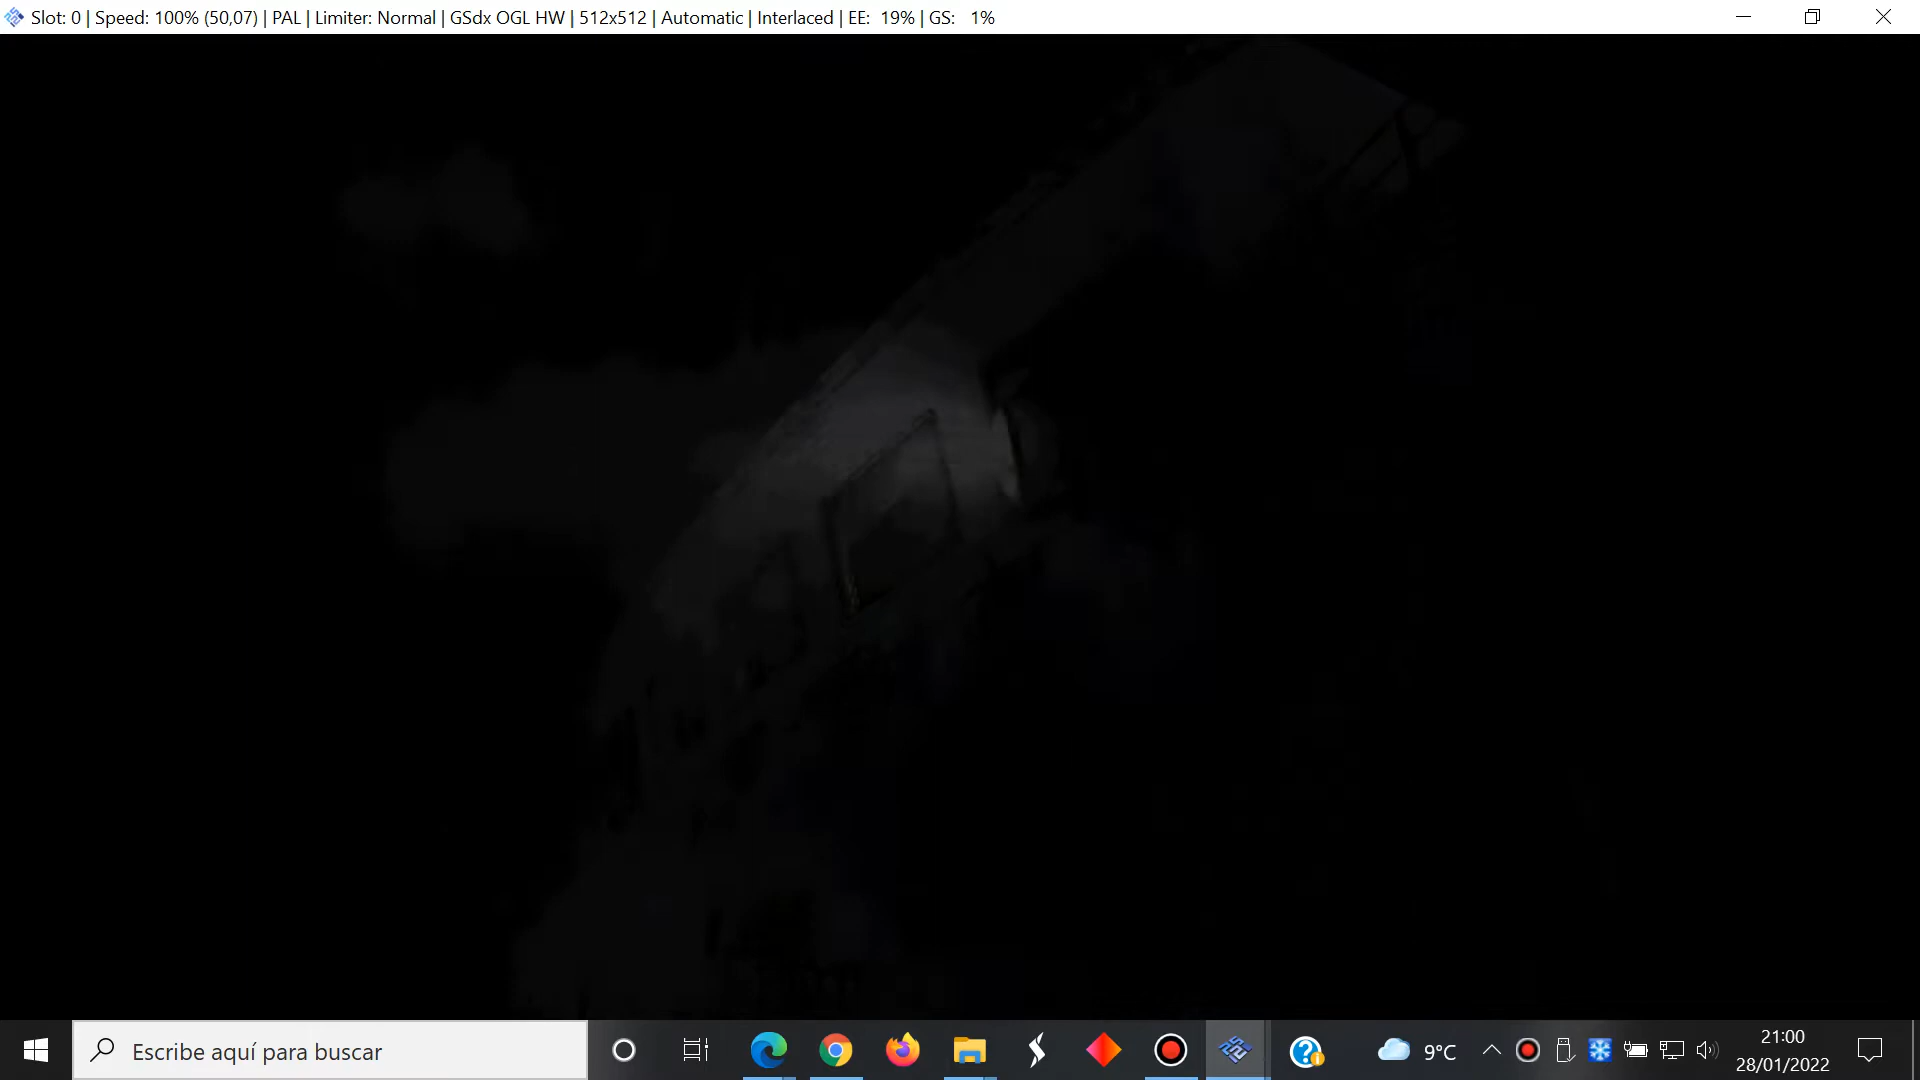 Slot: 0 | Speed: 100% (50,07) | PAL | Limiter: Normal | GSdx OGL HW | 512x512 | Automatic | Interlaced | EE:  19% | GS:   1%
Escribe aquí para buscar
9°C
21:00
28/01/2022